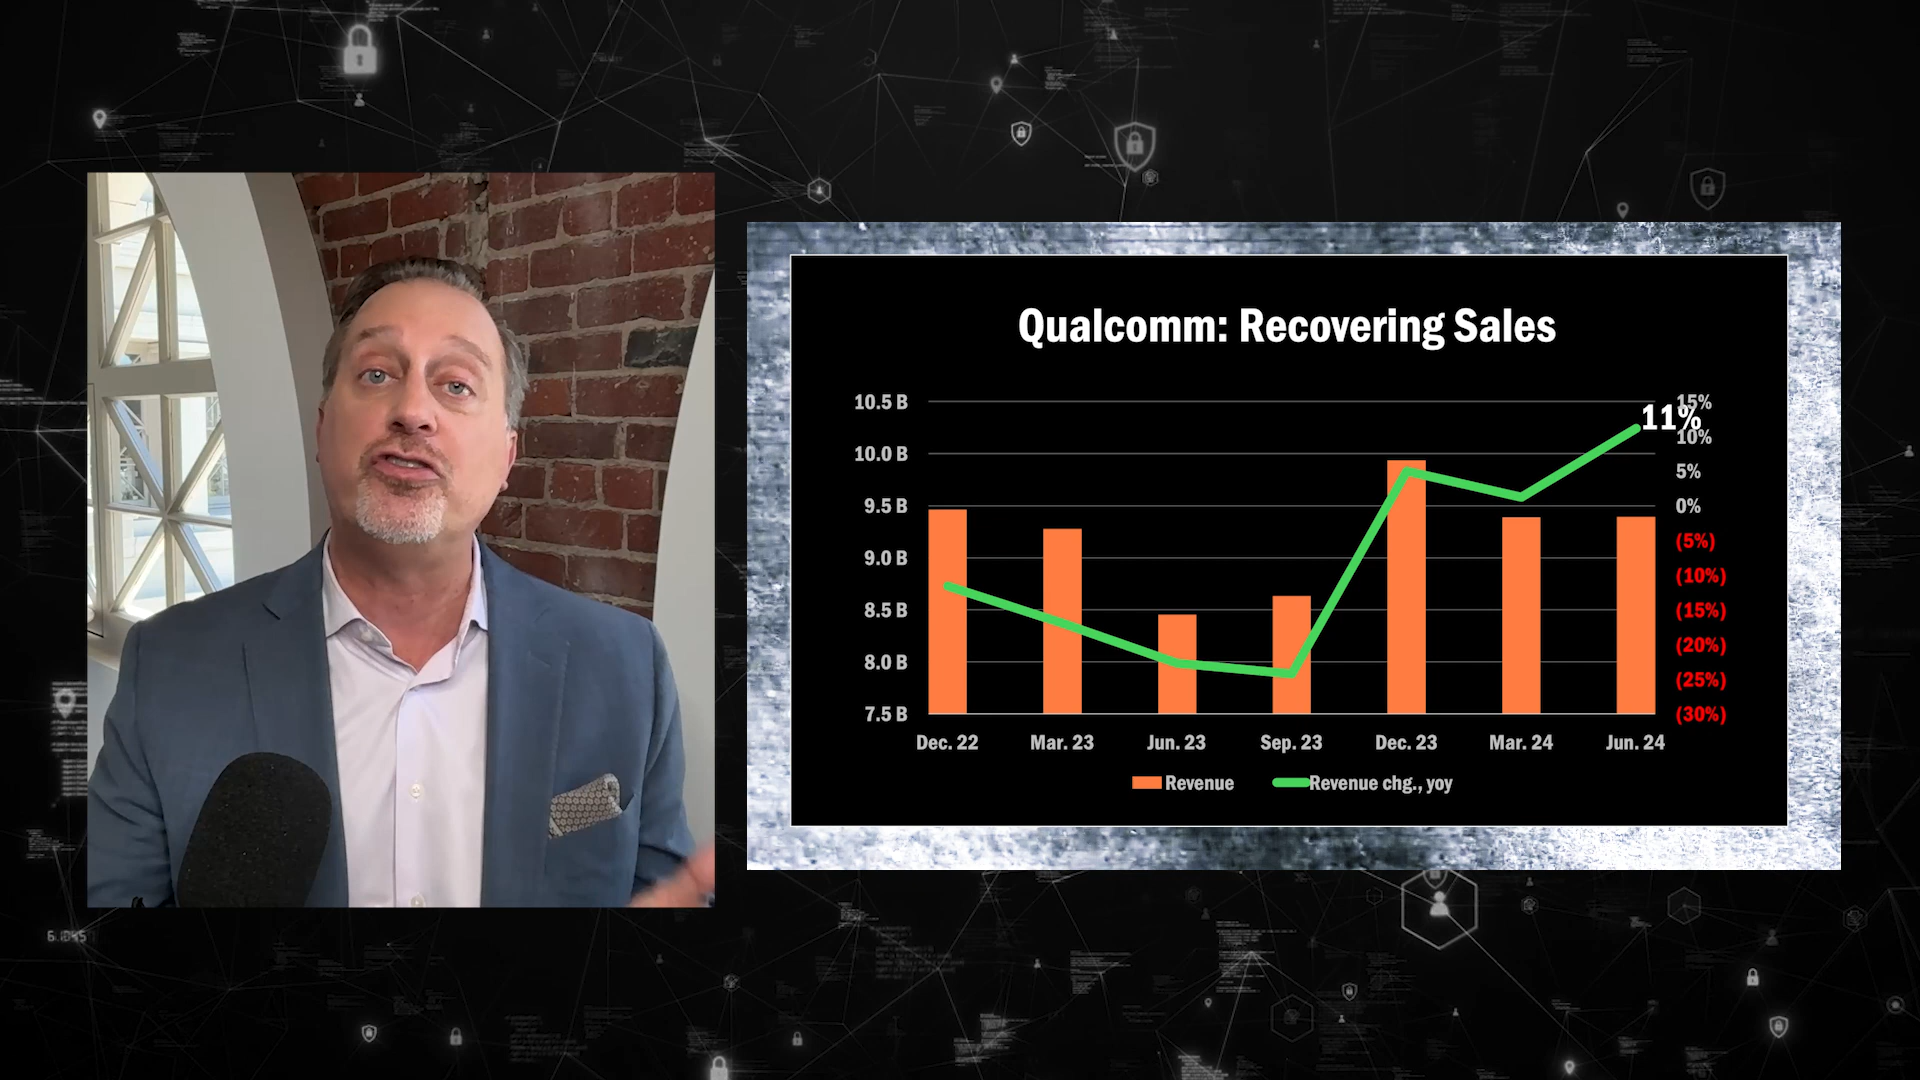 Qualcomm: Recovering Sales
10.5 B
10.0 B
9.5 B
9.0 B
8.5 B
8.0 B
7.5 B
15%
11%
10%
5%
0%
(5%)
(10%)
(15%)
(20%)
(25%)
(30%)
Dec. 22 Mar. 23 Jun. 23 Sep. 23 Dec. 23 Mar. 24 Jun. 24
Revenue Revenue chg., yoy